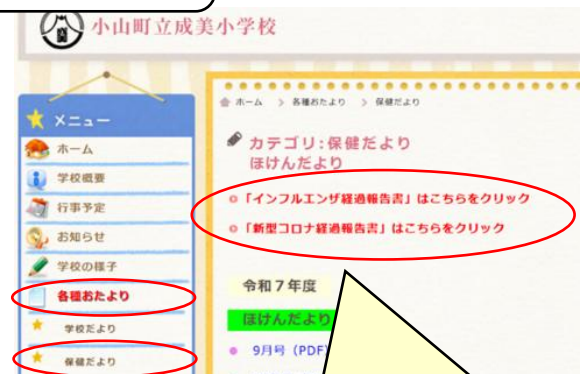 小山町立成美小学校
ホーム > 各種おたより > 保健だより
メニュー
ホーム
学校概要
行事予定
お知らせ
学校の様子
各種おたより
学校だより
保健だより
カテゴリ:保健だより
ほけんだより
「インフルエンザ経過報告書」はこちらをクリック
「新型コロナ経過報告書」はこちらをクリック
令和7年度
ほけんだより
9月号 (PDF